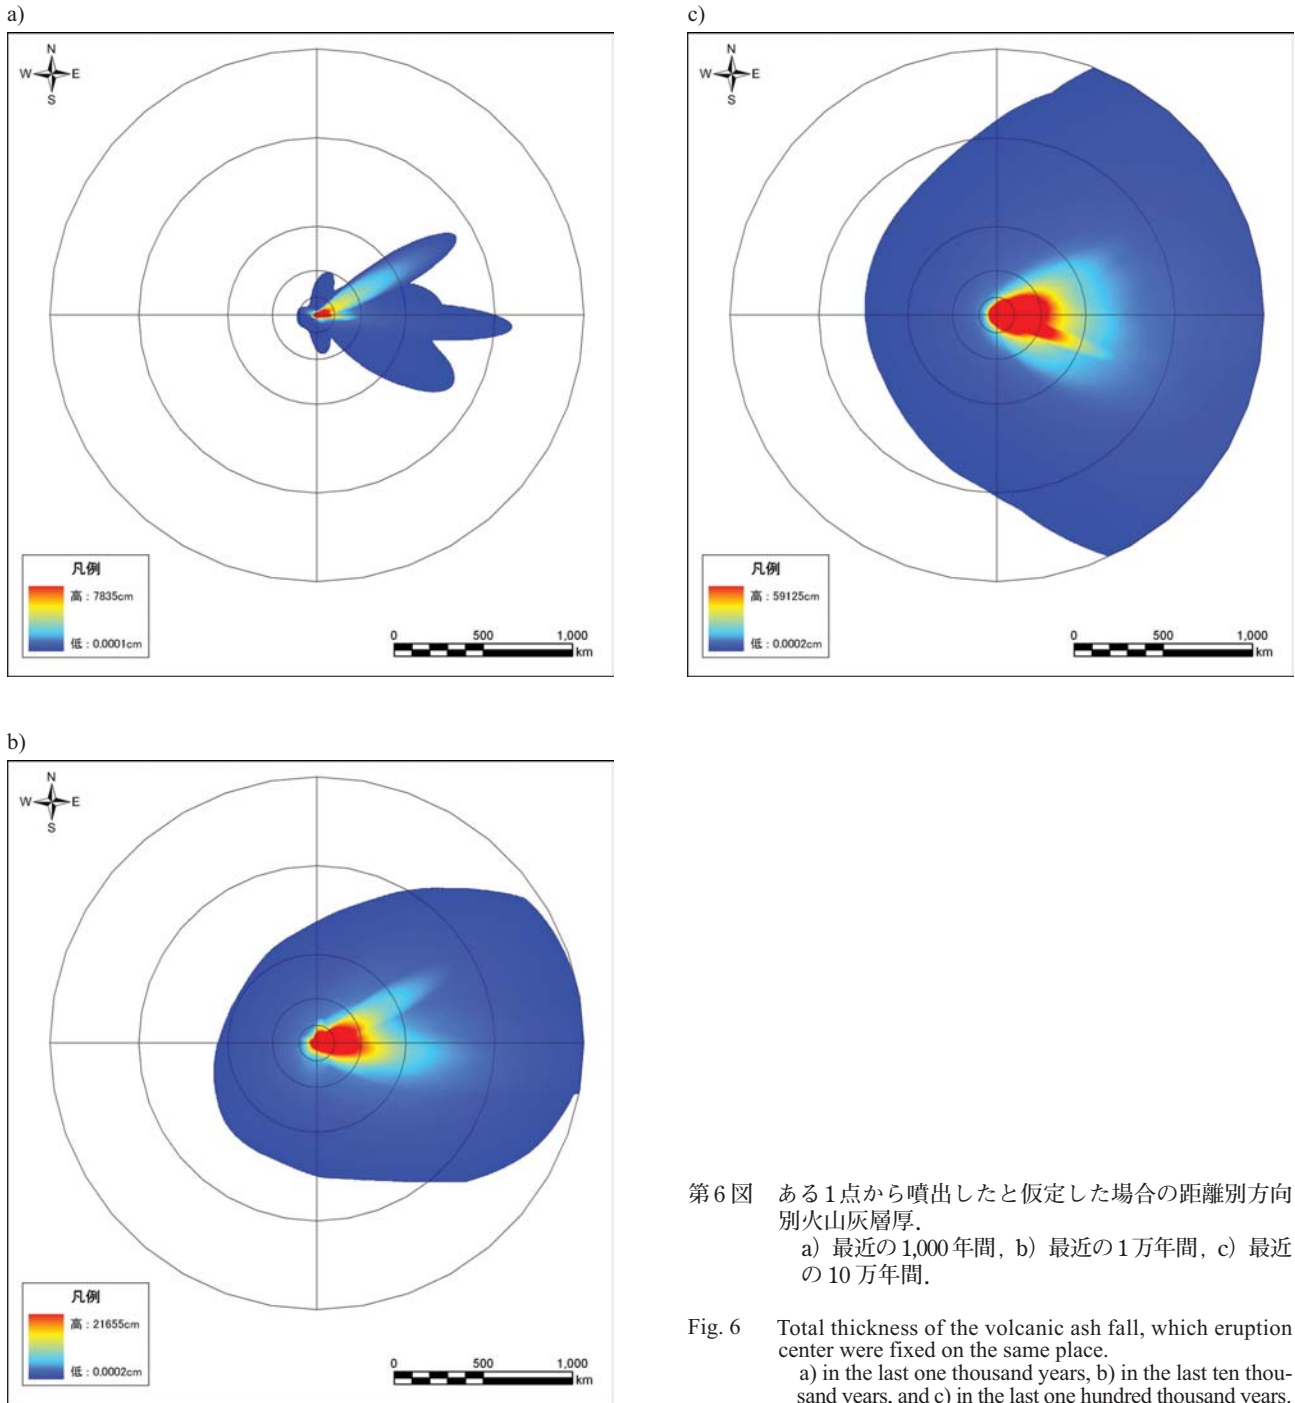 a)
N
W E
S
凡例
高：7835cm
低：0.0001cm
0 500 1,000
km
c)
N
W E
S
凡例
高：59125cm
低：0.0002cm
0 500 1,000
km
b)
N
W E
S
凡例
高：21655cm
低：0.0002cm
0 500 1,000
km
第6図 ある1点から噴出したと仮定した場合の距離別方向
別火山灰層厚．
a）最近の1,000年間，b）最近の1万年間，c）最近
の10万年間．
Fig. 6 Total thickness of the volcanic ash fall, which eruption
center were fixed on the same place.
a) in the last one thousand years, b) in the last ten thou-
sand years, and c) in the last one hundred thousand years.